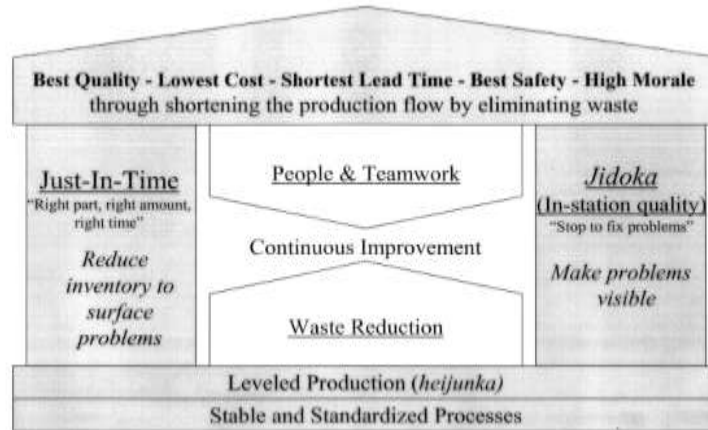 Best Quality - Lowest Cost - Shortest Lead Time - Best Safety - High Morale
through shortening the production flow by eliminating waste
Just-In-Time
“Right part, right amount,
right time”
Reduce
inventory to
surface
problems
People & Teamwork
Continuous Improvement
Waste Reduction
Jidoka
(In-station quality)
“Stop to fix problems”
Make problems
visible
Leveled Production (heijunka)
Stable and Standardized Processes